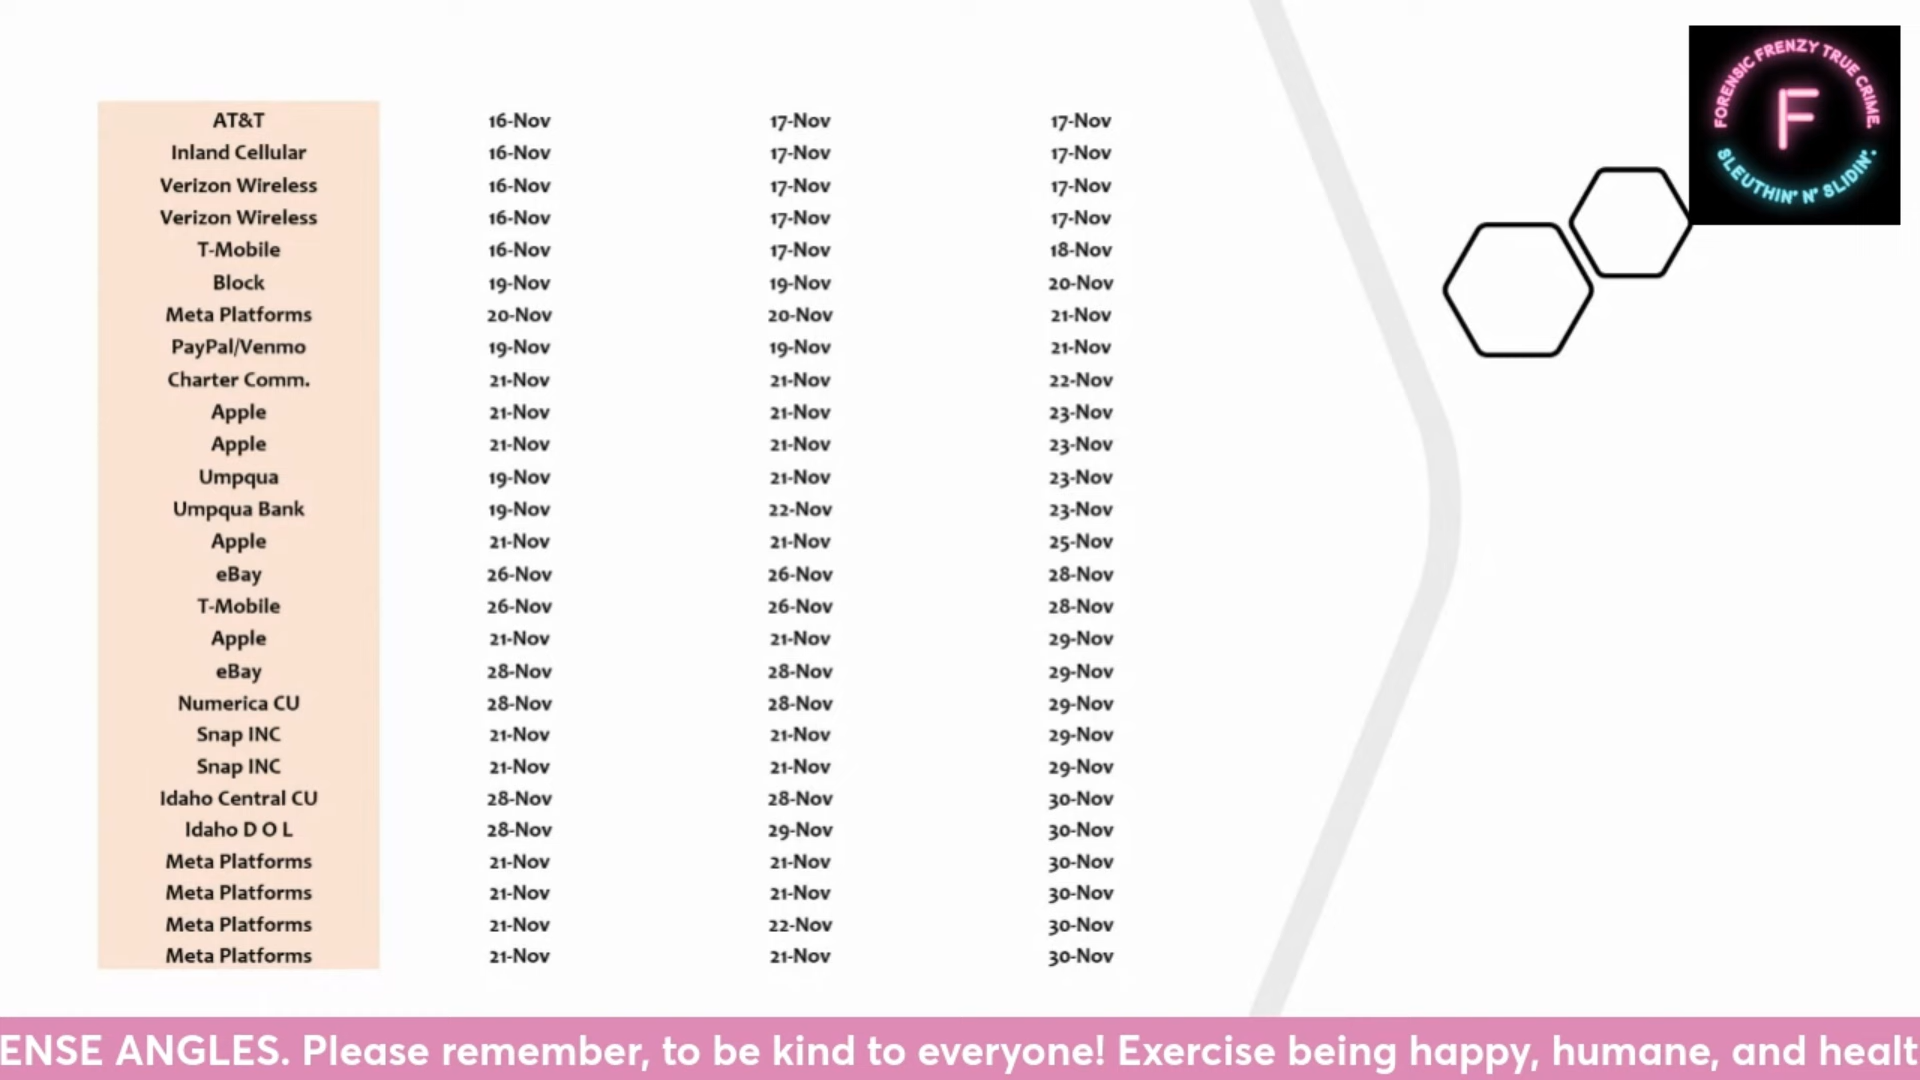 FORENSIC FRENZY TRUE CRIME.
F
SLEUTHIN' N' SLIDIN'.
AT&T 16-Nov 17-Nov 17-Nov
Inland Cellular 16-Nov 17-Nov 17-Nov
Verizon Wireless 16-Nov 17-Nov 17-Nov
Verizon Wireless 16-Nov 17-Nov 17-Nov
T-Mobile 16-Nov 17-Nov 18-Nov
Block 19-Nov 19-Nov 20-Nov
Meta Platforms 20-Nov 20-Nov 21-Nov
PayPal/Venmo 19-Nov 19-Nov 21-Nov
Charter Comm. 21-Nov 21-Nov 22-Nov
Apple 21-Nov 21-Nov 23-Nov
Apple 21-Nov 21-Nov 23-Nov
Umpqua 19-Nov 21-Nov 23-Nov
Umpqua Bank 19-Nov 22-Nov 23-Nov
Apple 21-Nov 21-Nov 25-Nov
eBay 26-Nov 26-Nov 28-Nov
T-Mobile 26-Nov 26-Nov 28-Nov
Apple 21-Nov 21-Nov 29-Nov
eBay 28-Nov 28-Nov 29-Nov
Numerica CU 28-Nov 28-Nov 29-Nov
Snap INC 21-Nov 21-Nov 29-Nov
Snap INC 21-Nov 21-Nov 29-Nov
Idaho Central CU 28-Nov 28-Nov 30-Nov
Idaho D O L 28-Nov 29-Nov 30-Nov
Meta Platforms 21-Nov 21-Nov 30-Nov
Meta Platforms 21-Nov 21-Nov 30-Nov
Meta Platforms 21-Nov 22-Nov 30-Nov
Meta Platforms 21-Nov 21-Nov 30-Nov
ENSE ANGLES. Please remember, to be kind to everyone! Exercise being happy, humane, and healt